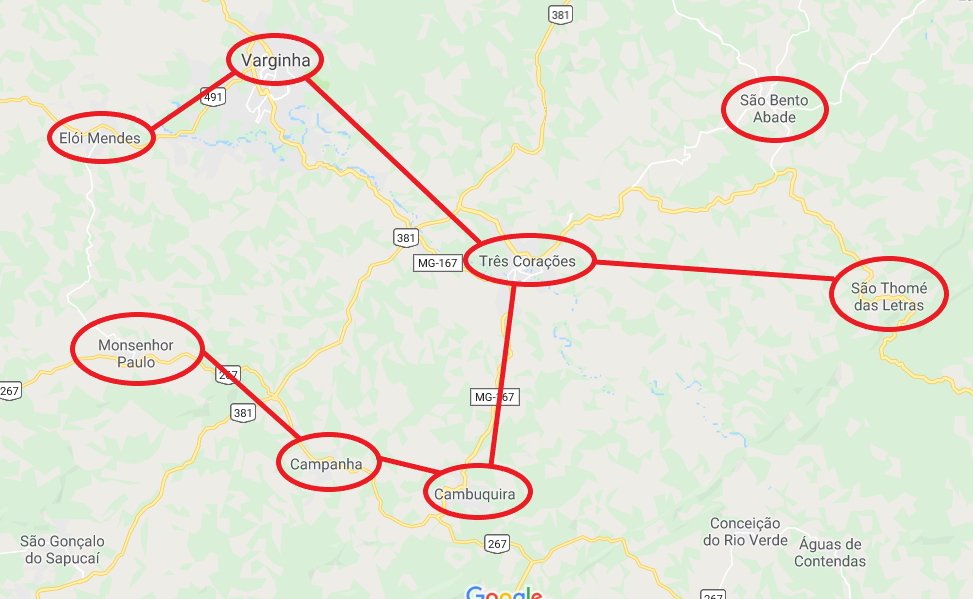 381
Varginha
491
São Bento
Abade
Elói Mendes
381
MG-167
Três Corações
São Thomé
das Letras
Monsenhor
Paulo
267
267
381
MG-167
Campanha
Cambuquira
São Gonçalo
do Sapucaí
267
Conceição
do Rio Verde
Águas de
Contendas
267
Google